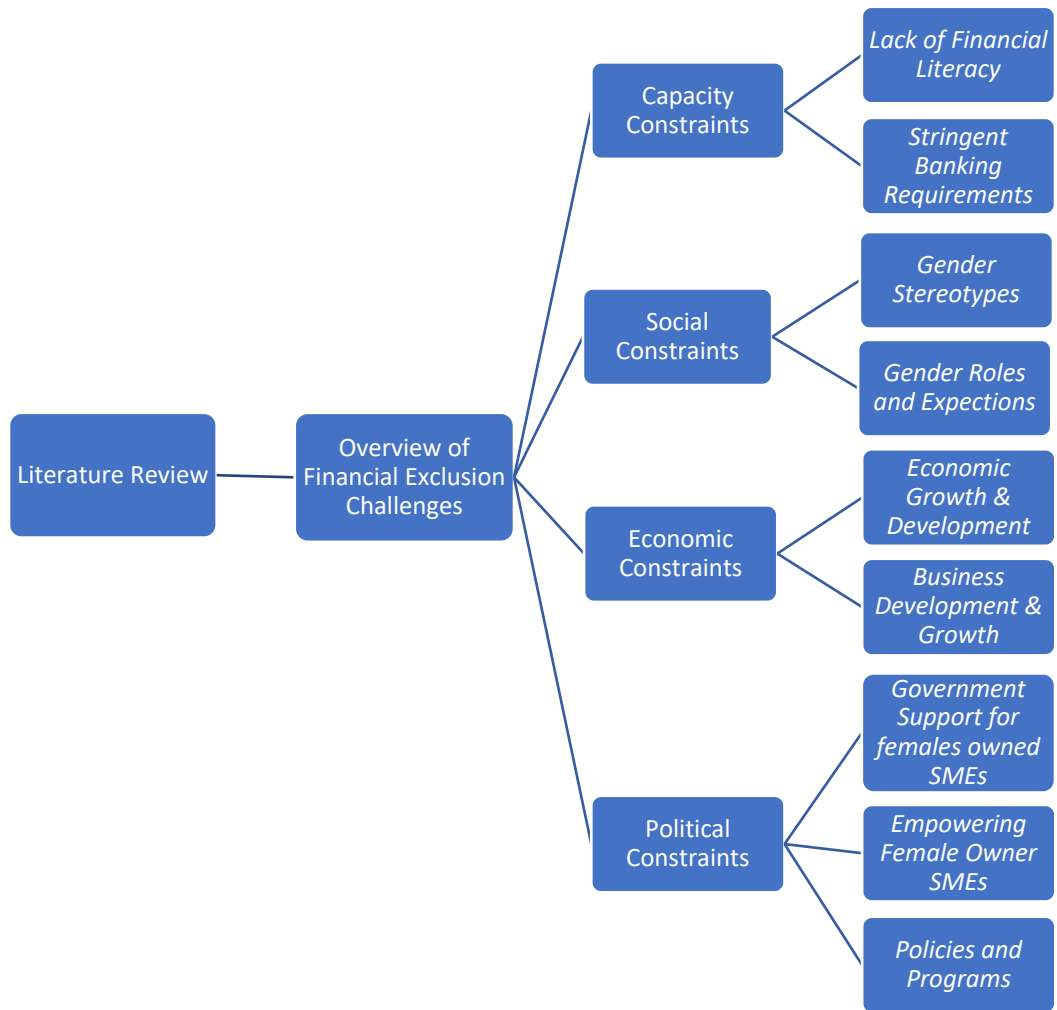 Literature Review
Overview of
Financial Exclusion
Challenges
Capacity
Constraints
Lack of Financial
Literacy
Stringent
Banking
Requirements
Social
Constraints
Gender
Stereotypes
Gender Roles
and Expections
Economic
Constraints
Economic
Growth &
Development
Business
Development &
Growth
Political
Constraints
Government
Support for
females owned
SMEs
Empowering
Female Owner
SMEs
Policies and
Programs